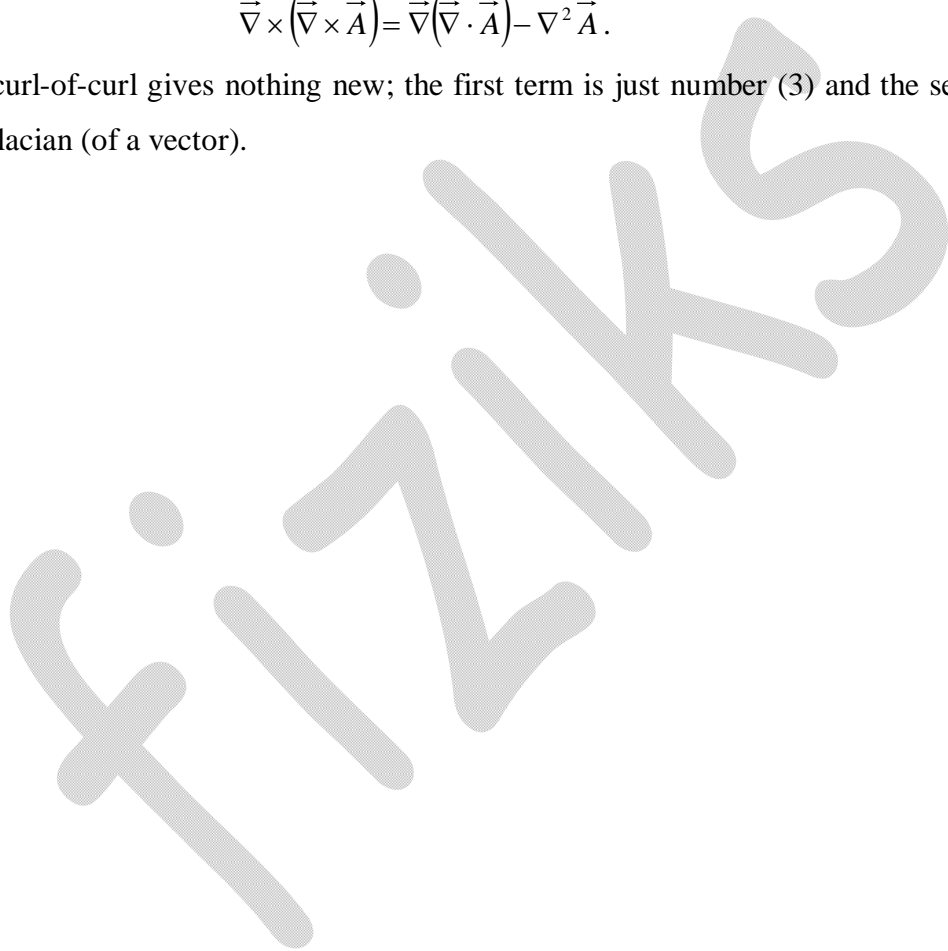 ∇⃗ × (∇⃗ × A⃗) = ∇⃗(∇⃗ · A⃗) − ∇² A⃗ .
curl-of-curl gives nothing new; the first term is just number (3) and the se
lacian (of a vector).
fiziks